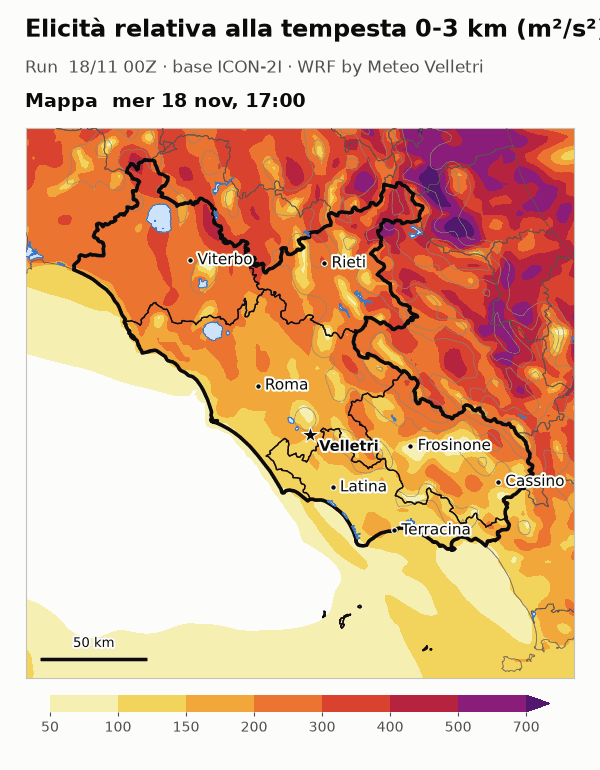 Elicità relativa alla tempesta 0-3 km (m²/s²)
Run  18/11 00Z · base ICON-2I · WRF by Meteo Velletri
Mappa  mer 18 nov, 17:00
Viterbo
Rieti
Roma
Velletri
Frosinone
Latina
Cassino
Terracina
50 km
50 100 150 200 300 400 500 700